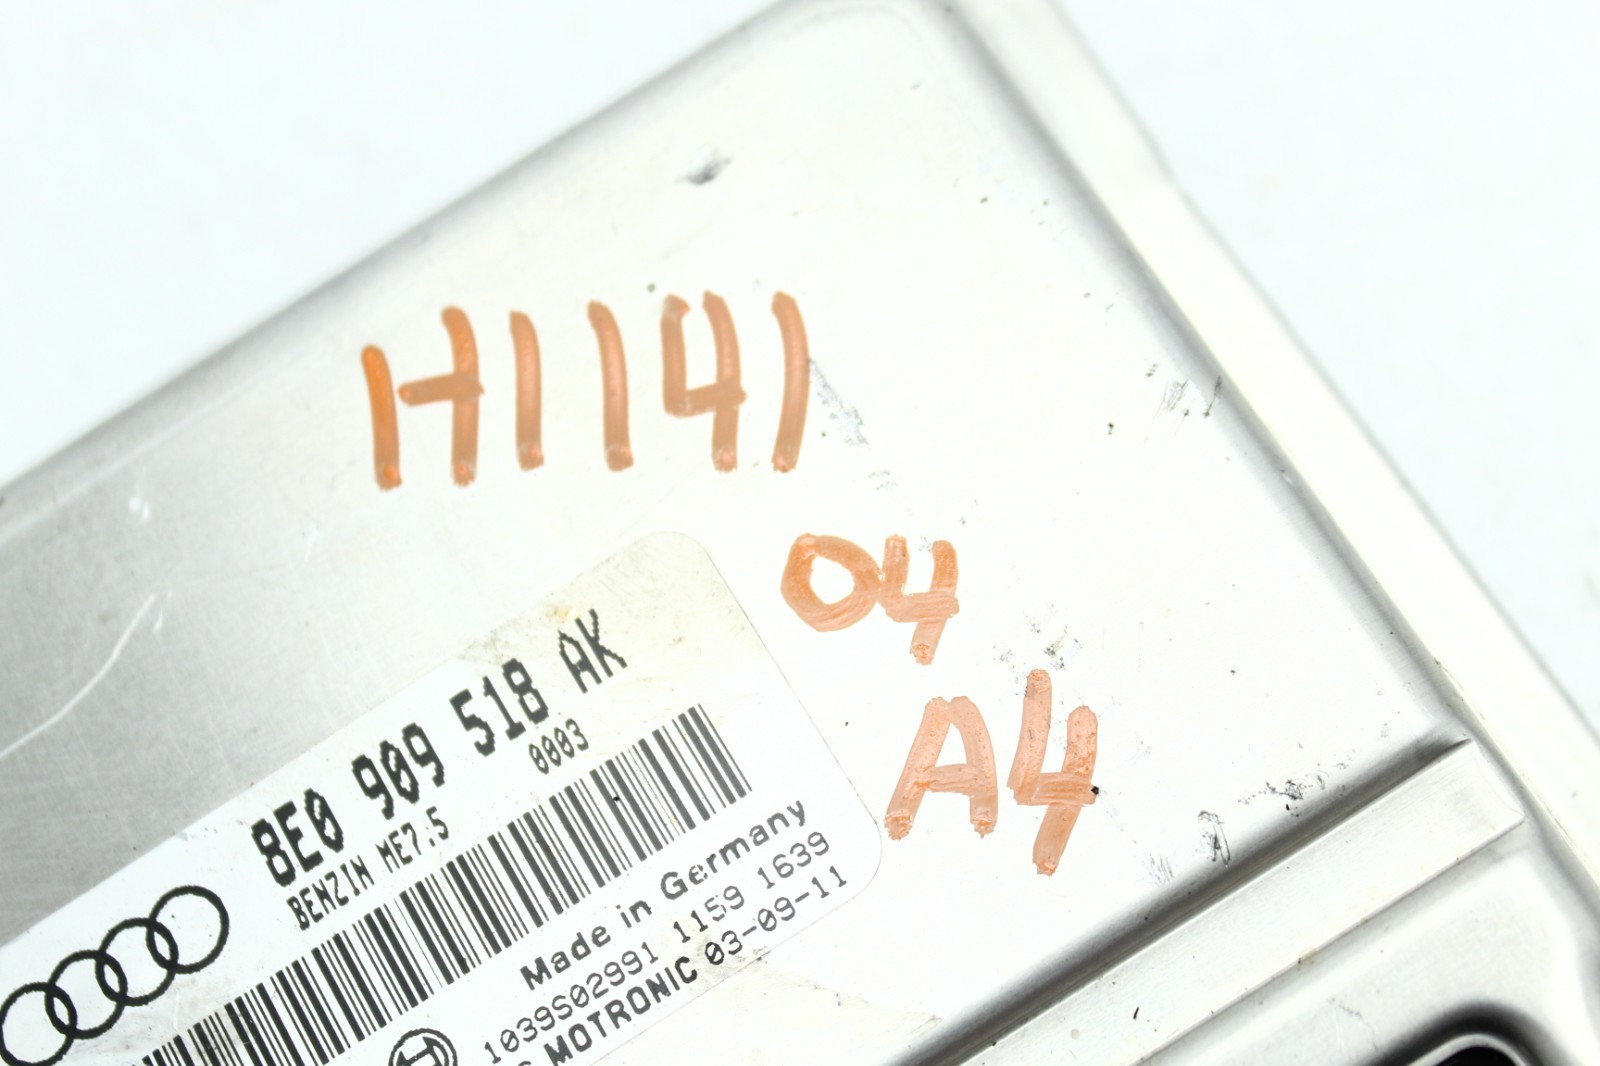 H1141
04
A4
8E0 909 518 AK
0003
BENZIN ME7.5
Made in Germany
1039S02991 1159 1639
MOTRONIC 03-09-11